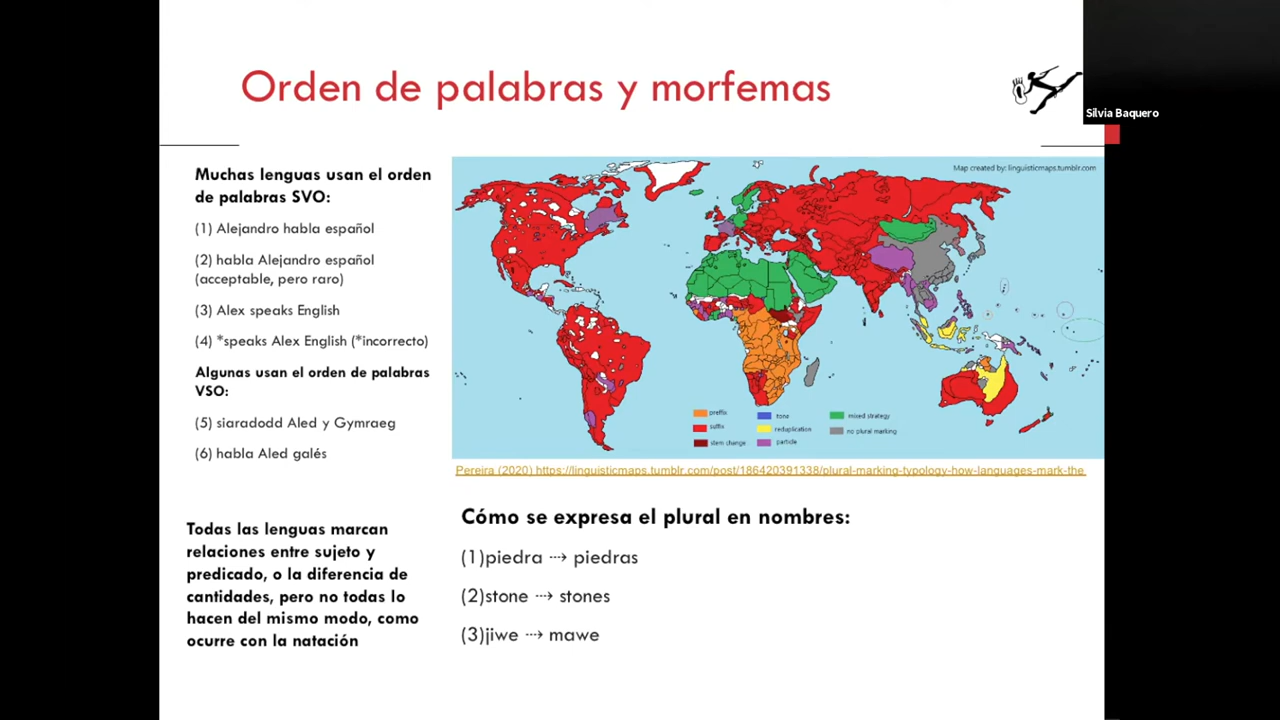 Orden de palabras y morfemas
Silvia Baquero
Muchas lenguas usan el orden
de palabras SVO:
(1) Alejandro habla español
(2) habla Alejandro español
(acceptable, pero raro)
(3) Alex speaks English
(4) *speaks Alex English (*incorrecto)
Algunas usan el orden de palabras
VSO:
(5) siaradodd Aled y Gymraeg
(6) habla Aled galés
Todas las lenguas marcan
relaciones entre sujeto y
predicado, o la diferencia de
cantidades, pero no todas lo
hacen del mismo modo, como
ocurre con la natación
Map created by: linguisticmaps.tumblr.com
preffix
suffix
stem change
tone
reduplication
particle
mixed strategy
no plural marking
Pereira (2020) https://linguisticmaps.tumblr.com/post/186420391338/plural-marking-typology-how-languages-mark-the
Cómo se expresa el plural en nombres:
(1)piedra ⤏ piedras
(2)stone ⤏ stones
(3)jiwe ⤏ mawe